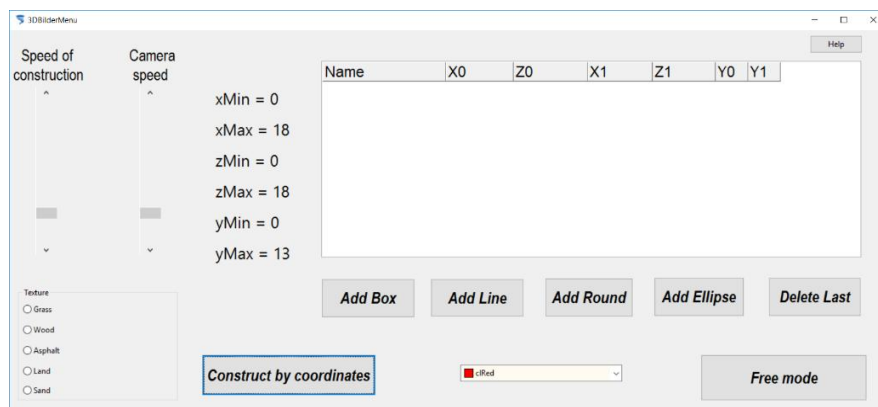 3DBilderMenu
Help
Speed of
construction
Camera
speed
Name X0 Z0 X1 Z1 Y0 Y1
xMin = 0
xMax = 18
zMin = 0
zMax = 18
yMin = 0
yMax = 13
Add Box Add Line Add Round Add Ellipse Delete Last
Texture
Grass
Wood
Asphalt
Land
Sand
Construct by coordinates
clRed
Free mode